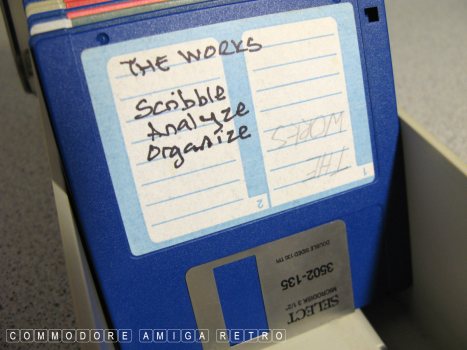 THE WORKS
Scribble
Analyze
Organize
THE
WORKS
1
2
SELECT
MICRODISK 3 1/2"
3502-135
DOUBLE SIDED 135 TPI
COMMODORE AMIGA RETRO